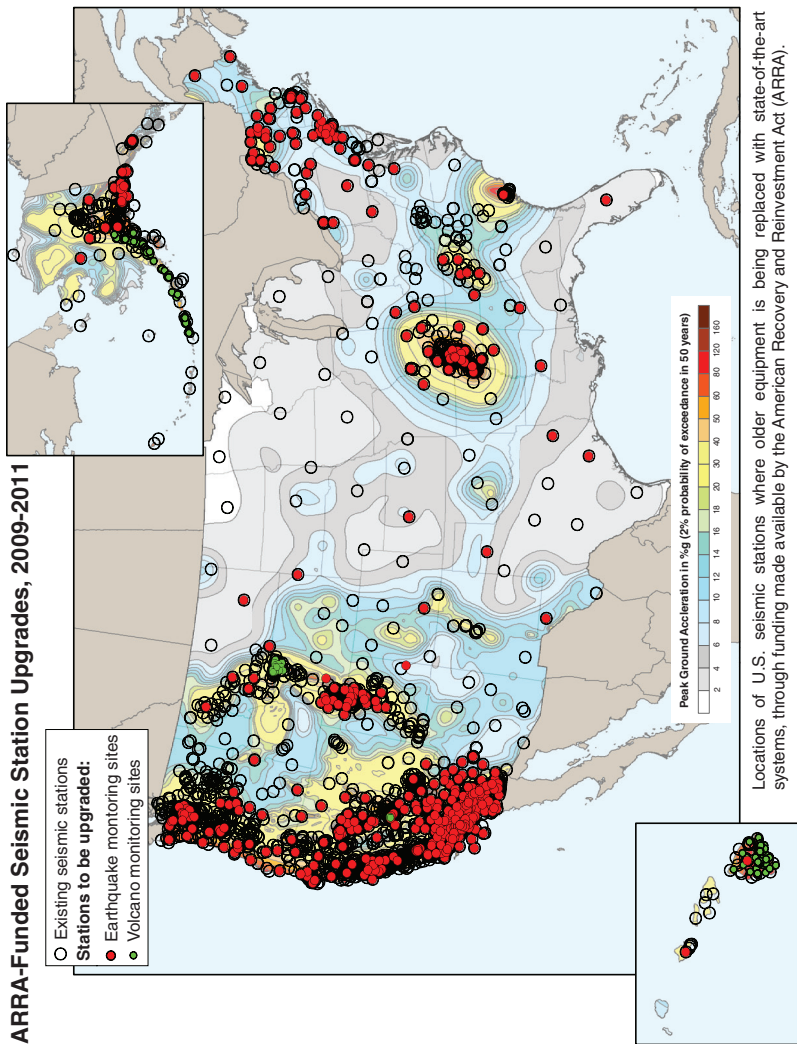 ARRA-Funded Seismic Station Upgrades, 2009-2011
Existing seismic stations
Stations to be upgraded:
Earthquake montoring sites
Volcano monitoring sites
Peak Ground Accleration in %g (2% probability of exceedance in 50 years)
2 4 6 8 10 12 14 16 18 20 30 40 50 60 80 120 160
Locations of U.S. seismic stations where older equipment is being replaced with state-of-the-art
systems, through funding made available by the American Recovery and Reinvestment Act (ARRA).